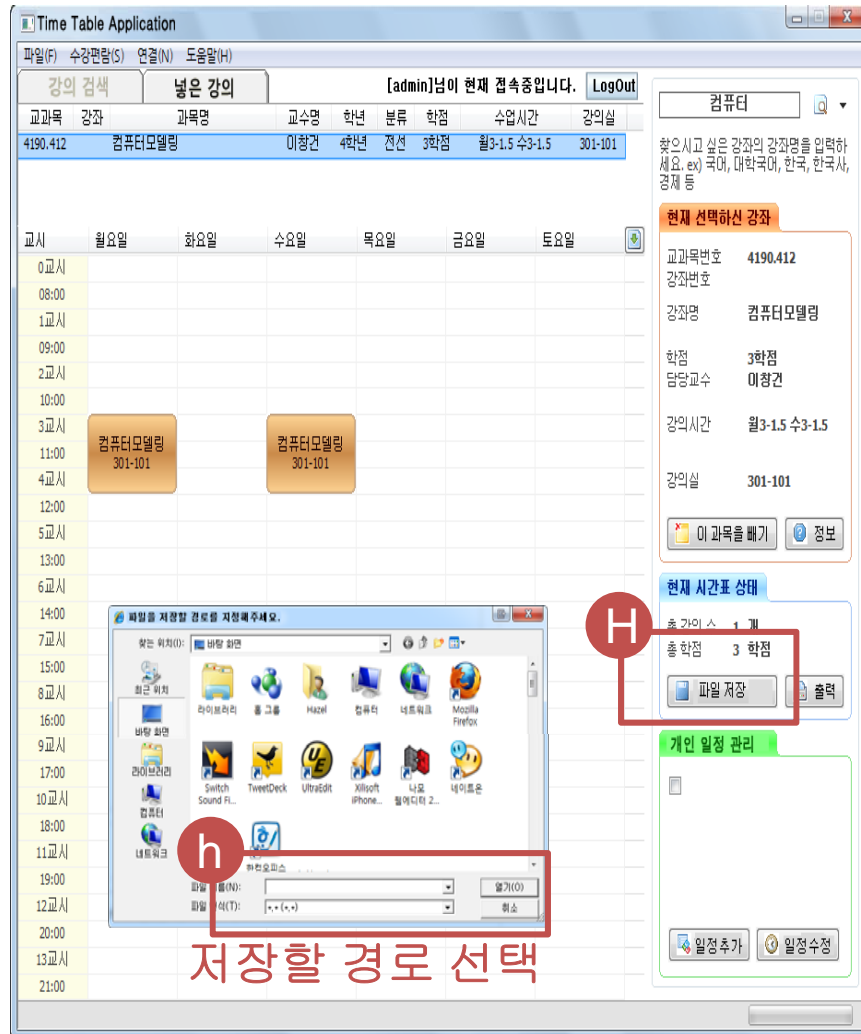 Time Table Application
파일(F) 수강편람(S) 연결(N) 도움말(H)
강의 검색 넣은 강의 [admin]님이 현재 접속중입니다. LogOut
교과목 강좌 과목명 교수명 학년 분류 학점 수업시간 강의실
4190.412 컴퓨터모델링 이창건 4학년 전선 3학점 월3-1.5 수3-1.5 301-101
교시 월요일 화요일 수요일 목요일 금요일 토요일
0교시
08:00
1교시
09:00
2교시
10:00
3교시
11:00
4교시
12:00
5교시
13:00
6교시
14:00
7교시
15:00
8교시
16:00
9교시
17:00
10교시
18:00
11교시
19:00
12교시
20:00
13교시
21:00
컴퓨터모델링
301-101
컴퓨터모델링
301-101
컴퓨터
찾으시고 싶은 강좌의 강좌명을 입력하
세요. ex) 국어, 대학국어, 한국, 한국사,
경제 등
현재 선택하신 강좌
교과목번호 4190.412
강좌번호
강좌명 컴퓨터모델링
학점 3학점
담당교수 이창건
강의시간 월3-1.5 수3-1.5
강의실 301-101
이 과목을 빼기 정보
현재 시간표 상태
H
총 강의 수 1 개
총 학점 3 학점
파일 저장 출력
개인 일정 관리
일정추가 일정수정
파일을 저장할 경로를 지정해주세요.
찾는 위치(I): 바탕 화면
최근 위치
바탕 화면
라이브러리
컴퓨터
네트워크
라이브러리 홈 그룹 Hazel 컴퓨터 네트워크 Mozilla
Firefox
Switch
Sound Fi... TweetDeck UltraEdit Xilisoft
iPhone... 나모
웹에디터 2... 네이트온
한컴오피스
h
파일 이름(N): 열기(O)
파일 형식(T): *.* (*.*) 취소
저장할 경로 선택